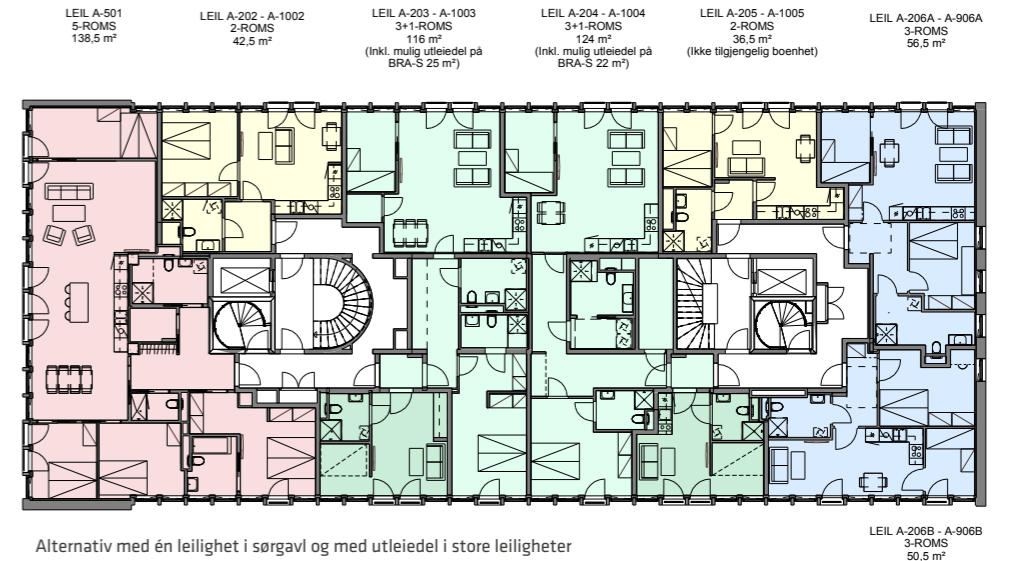 LEIL A-501
5-ROMS
138,5 m²
LEIL A-202 - A-1002
2-ROMS
42,5 m²
LEIL A-203 - A-1003
3+1-ROMS
116 m²
(Inkl. mulig utleiedel på
BRA-S 25 m²)
LEIL A-204 - A-1004
3+1-ROMS
124 m²
(Inkl. mulig utleiedel på
BRA-S 22 m²)
LEIL A-205 - A-1005
2-ROMS
36,5 m²
(Ikke tilgjengelig boenhet)
LEIL A-206A - A-906A
3-ROMS
56,5 m²
Alternativ med én leilighet i sørgavl og med utleiedel i store leiligheter
LEIL A-206B - A-906B
3-ROMS
50,5 m²